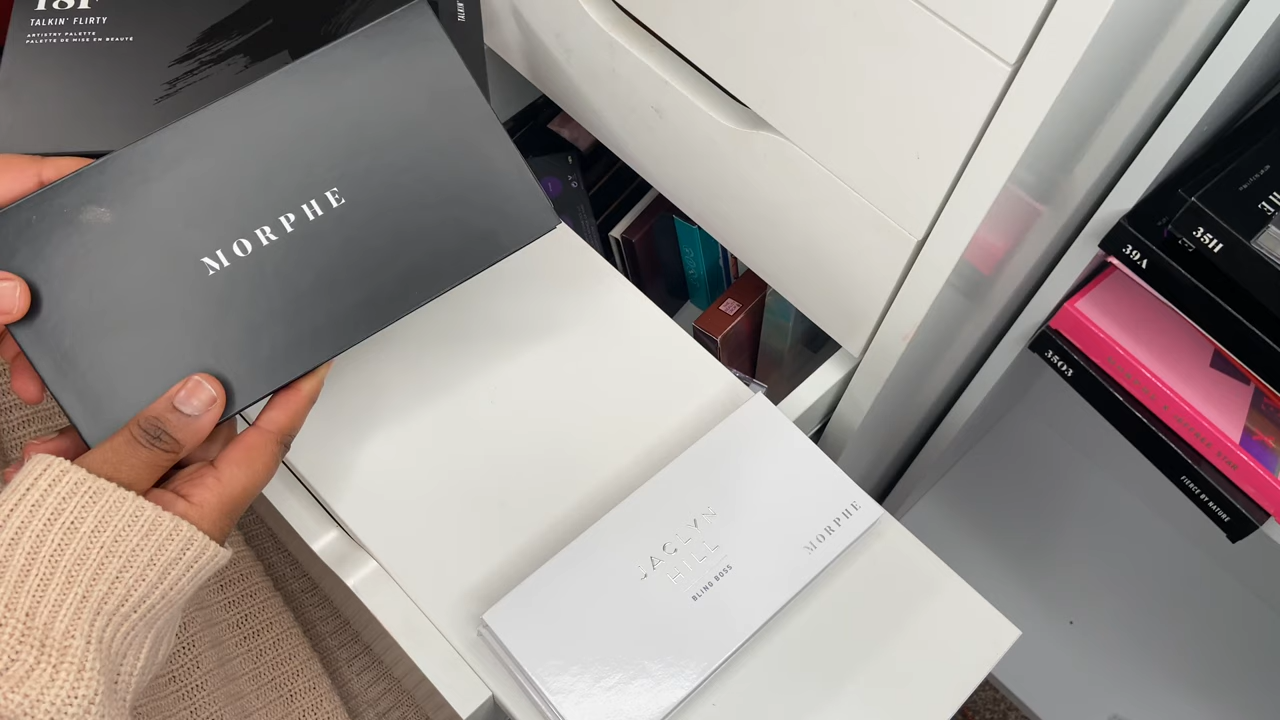 18F
TALKIN' FLIRTY
ARTISTRY PALETTE
PALETTE DE MISE EN BEAUTÉ
MORPHE
JACLYN
HILL
BLING BOSS
MORPHE
39A
35H
35O3
FIERCE BY NATURE